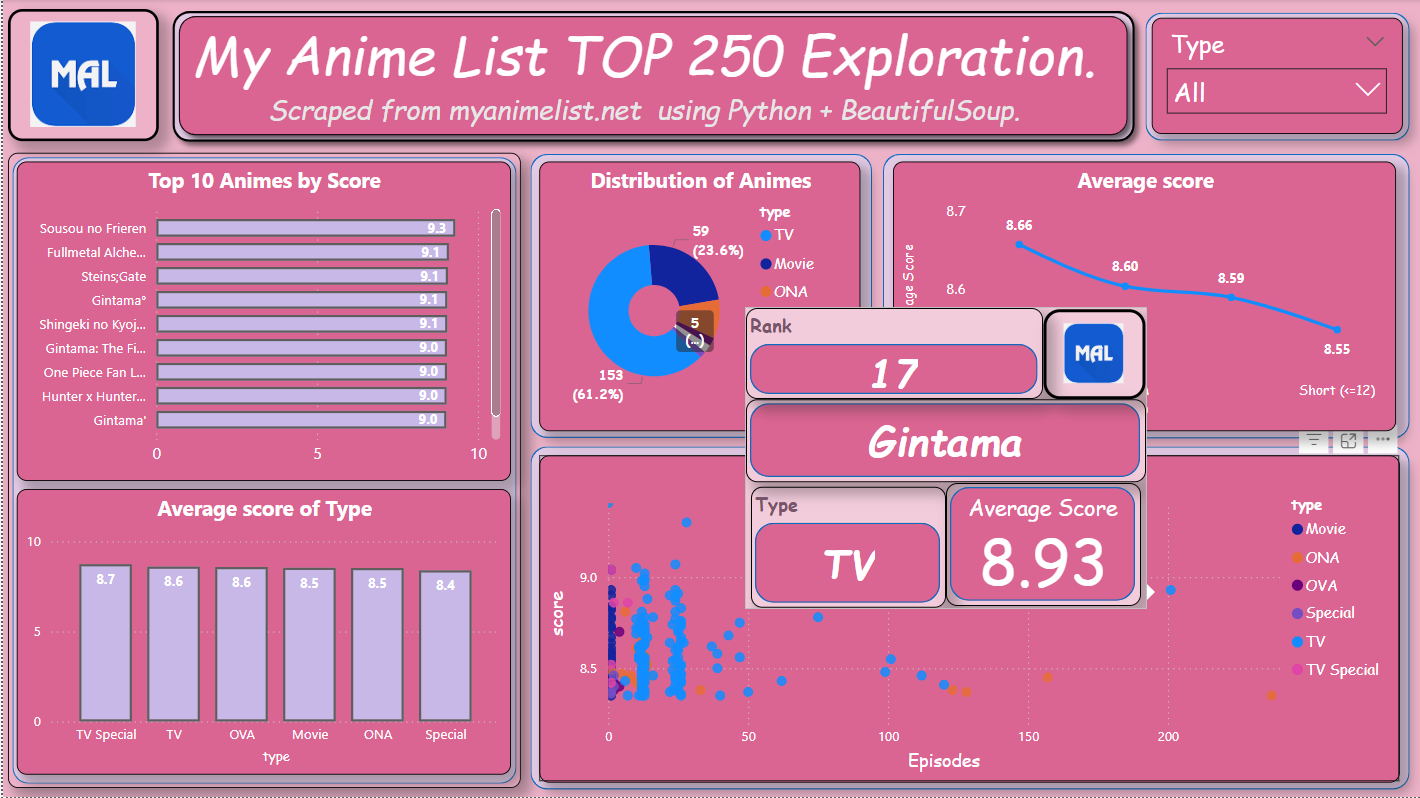 MAL
My Anime List TOP 250 Exploration.
Scraped from myanimelist.net using Python + BeautifulSoup.
Type
All
Top 10 Animes by Score
Sousou no Frieren
9.3
Fullmetal Alche...
9.1
Steins;Gate
9.1
Gintama°
9.1
Shingeki no Kyoj...
9.1
Gintama: The Fi...
9.0
One Piece Fan L...
9.0
Hunter x Hunter...
9.0
Gintama'
9.0
0
5
10
Average score of Type
10
5
0
8.7
8.6
8.6
8.5
8.5
8.4
TV Special
TV
OVA
Movie
ONA
Special
type
Distribution of Animes
59
(23.6%)
5
(...)
153
(61.2%)
type
TV
Movie
ONA
Average score
8.7
8.6
age Score
8.66
8.60
8.59
8.55
Short (<=12)
Rank
17
MAL
Gintama
Type
TV
Average Score
8.93
score
9.0
8.5
0
50
100
150
200
Episodes
type
Movie
ONA
OVA
Special
TV
TV Special